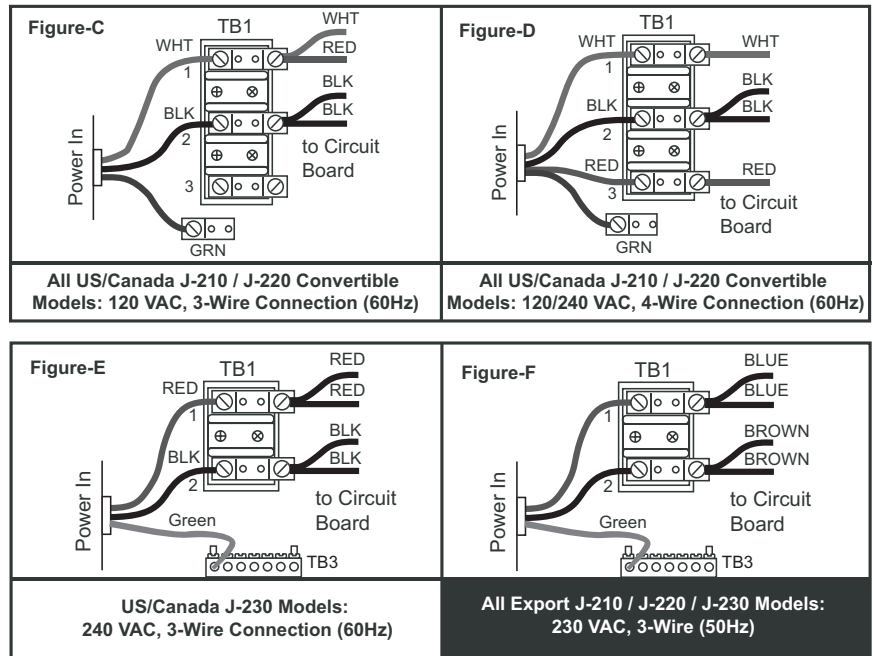 Figure-C
TB1
WHT
WHT
RED
1
BLK
BLK
BLK
2
to Circuit
Board
3
Power In
GRN
All US/Canada J-210 / J-220 Convertible
Models: 120 VAC, 3-Wire Connection (60Hz)
Figure-D
TB1
WHT
WHT
1
BLK
BLK
BLK
2
RED
RED
3
to Circuit
Board
Power In
GRN
All US/Canada J-210 / J-220 Convertible
Models: 120/240 VAC, 4-Wire Connection (60Hz)
Figure-E
TB1
RED
RED
RED
1
BLK
BLK
BLK
2
to Circuit
Board
Power In
Green
TB3
US/Canada J-230 Models:
240 VAC, 3-Wire Connection (60Hz)
Figure-F
TB1
BLUE
BLUE
1
BROWN
BROWN
2
to Circuit
Board
Power In
Green
TB3
All Export J-210 / J-220 / J-230 Models:
230 VAC, 3-Wire (50Hz)